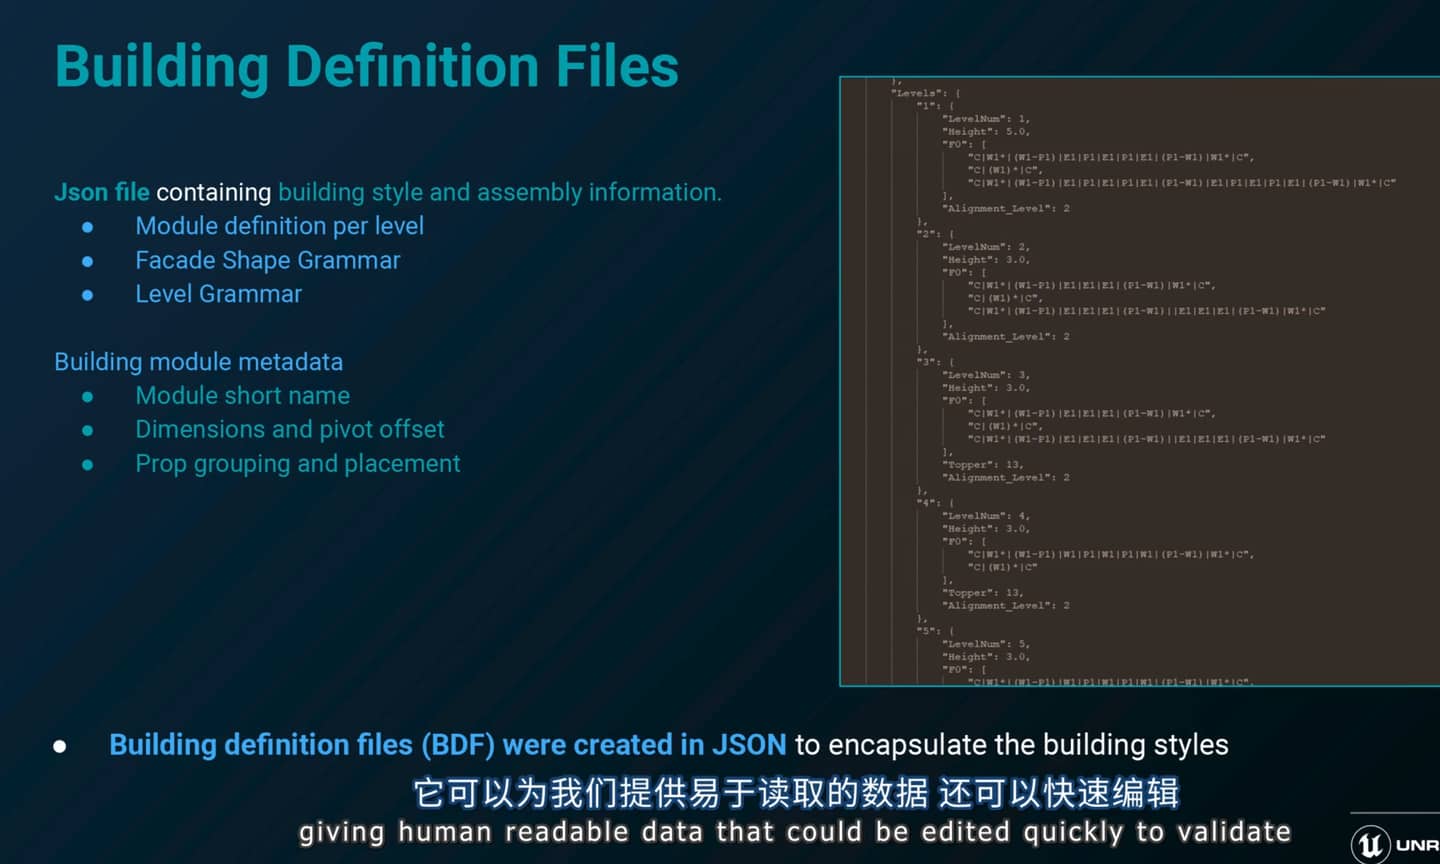 Building Definition Files
Json file containing building style and assembly information.
● Module definition per level
● Facade Shape Grammar
● Level Grammar
Building module metadata
● Module short name
● Dimensions and pivot offset
● Prop grouping and placement
},
"Levels": {
"1": {
"LevelNum": 1,
"Height": 5.0,
"F0": [
"C|W1*|(W1-P1)|E1|P1|E1|P1|E1|(P1-W1)|W1*|C",
"C|(W1)*|C",
"C|W1*|(W1-P1)|E1|P1|E1|P1|E1|(P1-W1)|E1|P1|E1|P1|E1|(P1-W1)|W1*|C"
],
"Alignment_Level": 2
},
"2": {
"LevelNum": 2,
"Height": 3.0,
"F0": [
"C|W1*|(W1-P1)|E1|E1|E1|(P1-W1)|W1*|C",
"C|(W1)*|C",
"C|W1*|(W1-P1)|E1|E1|E1|(P1-W1)||E1|E1|E1|(P1-W1)|W1*|C"
],
"Alignment_Level": 2
},
"3": {
"LevelNum": 3,
"Height": 3.0,
"F0": [
"C|W1*|(W1-P1)|E1|E1|E1|(P1-W1)|W1*|C",
"C|(W1)*|C",
"C|W1*|(W1-P1)|E1|E1|E1|(P1-W1)||E1|E1|E1|(P1-W1)|W1*|C"
],
"Topper": 13,
"Alignment_Level": 2
},
"4": {
"LevelNum": 4,
"Height": 3.0,
"F0": [
"C|W1*|(W1-P1)|W1|P1|W1|P1|W1|(P1-W1)|W1*|C",
"C|(W1)*|C"
],
"Topper": 13,
"Alignment_Level": 2
},
"5": {
"LevelNum": 5,
"Height": 3.0,
"F0": [
"C|W1*|(W1-P1)|W1|P1|W1|P1|W1|(P1-W1)|W1*|C",
● Building definition files (BDF) were created in JSON to encapsulate the building styles
它可以为我们提供易于读取的数据 还可以快速编辑
giving human readable data that could be edited quickly to validate
UNR